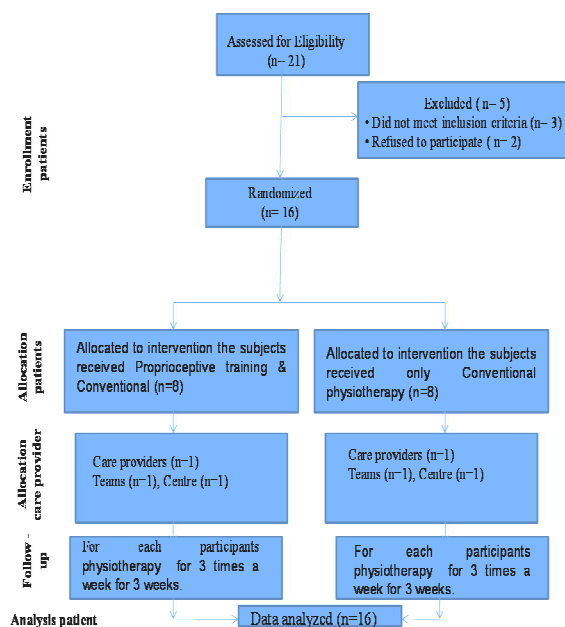 Assessed for Eligibility
(n– 21)
Excluded ( n– 5)
• Did not meet inclusion criteria (n– 3)
• Refused to participate ( n– 2)
Enrollment
patients
Randomized
(n= 16)
Allocation
patients
Allocated to intervention the subjects
received Proprioceptive training &
Conventional (n=8)
Allocated to intervention the subjects
received only Conventional
physiotherapy (n=8)
Allocation
care provider
Care providers (n=1)
Teams (n=1), Centre (n=1)
Care providers (n=1)
Teams (n=1), Centre (n=1)
Follow -
up
For each participants
physiotherapy for 3 times a
week for 3 weeks.
For each participants
physiotherapy for 3 times a
week for 3 weeks.
Analysis patient
Data analyzed (n=16)